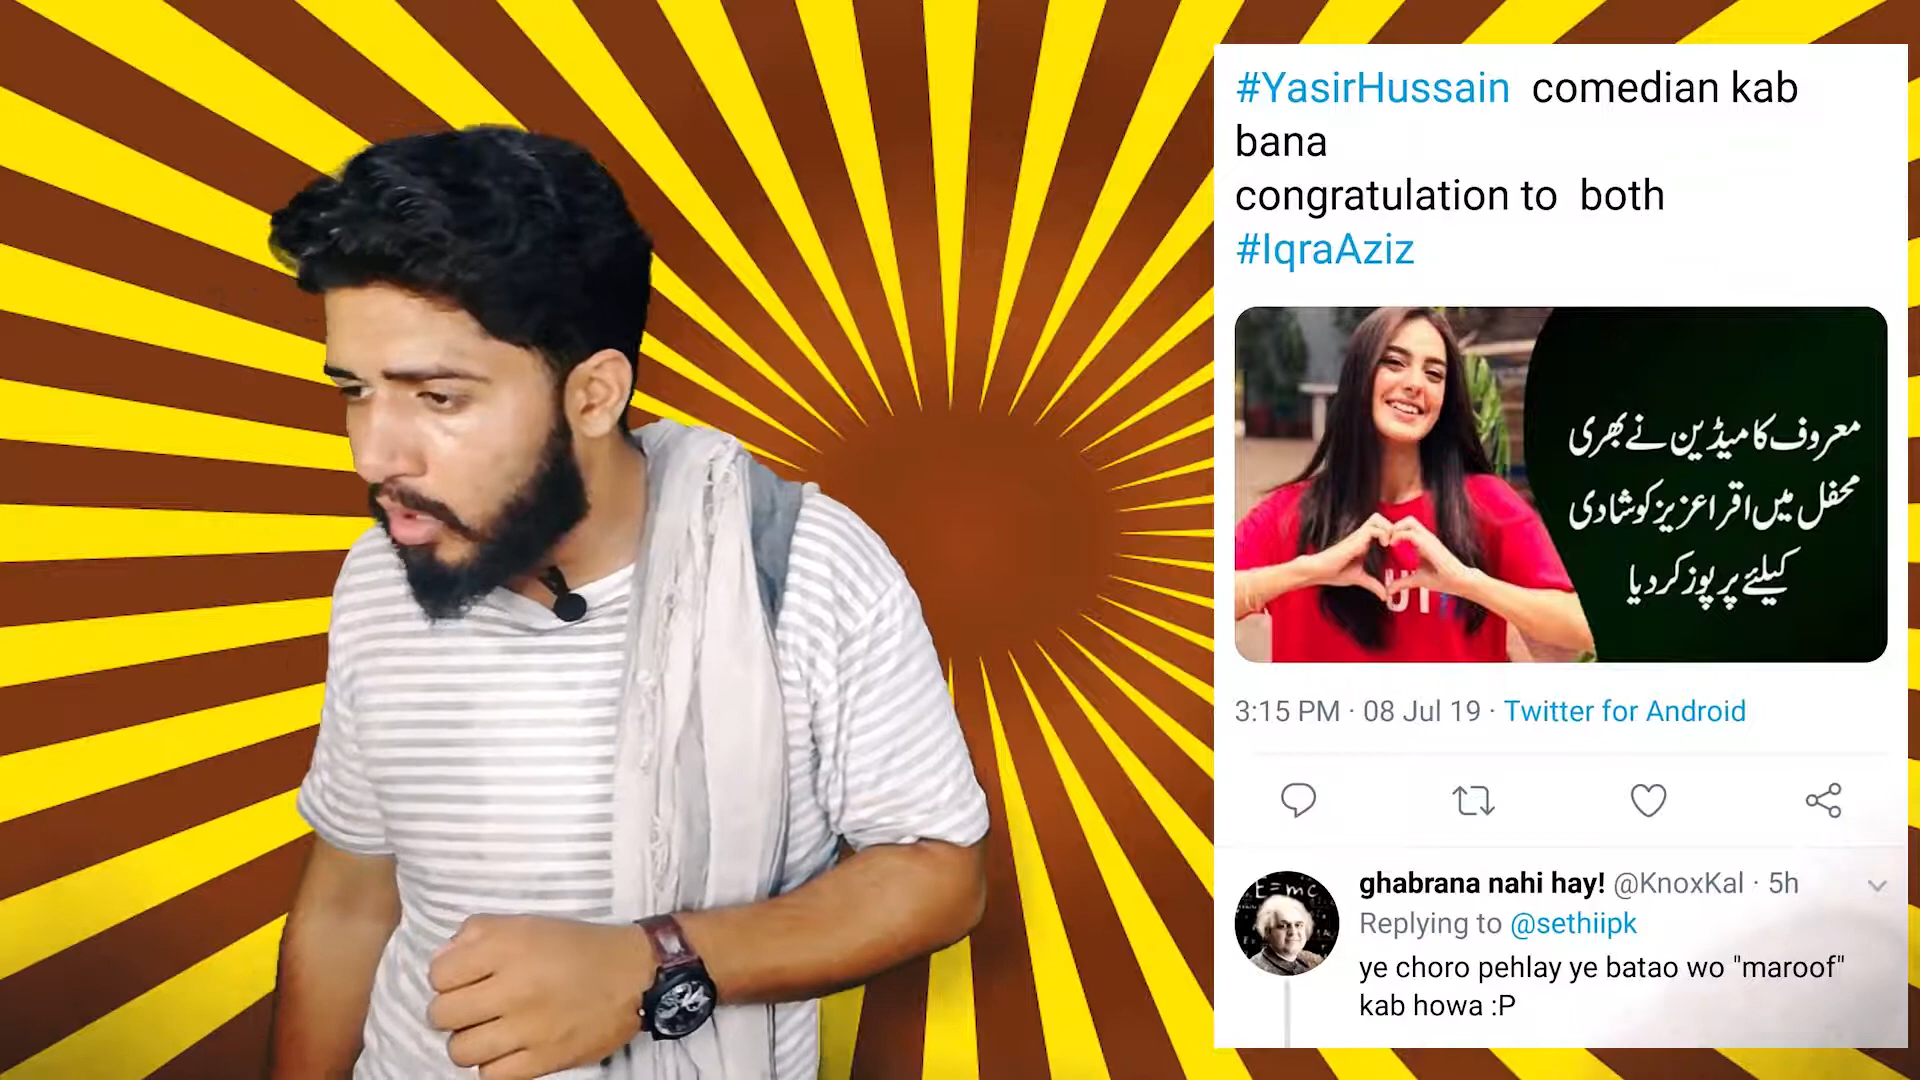 #YasirHussain comedian kab
bana
congratulation to both
#IqraAziz
معروف کامیڈین نے بھری
محفل میں اقرا عزیز کو شادی
کیلئے پرپوز کردیا
3:15 PM · 08 Jul 19 · Twitter for Android
E=mc
ghabrana nahi hay! @KnoxKal · 5h
Replying to @sethiipk
ye choro pehlay ye batao wo "maroof"
kab howa :P